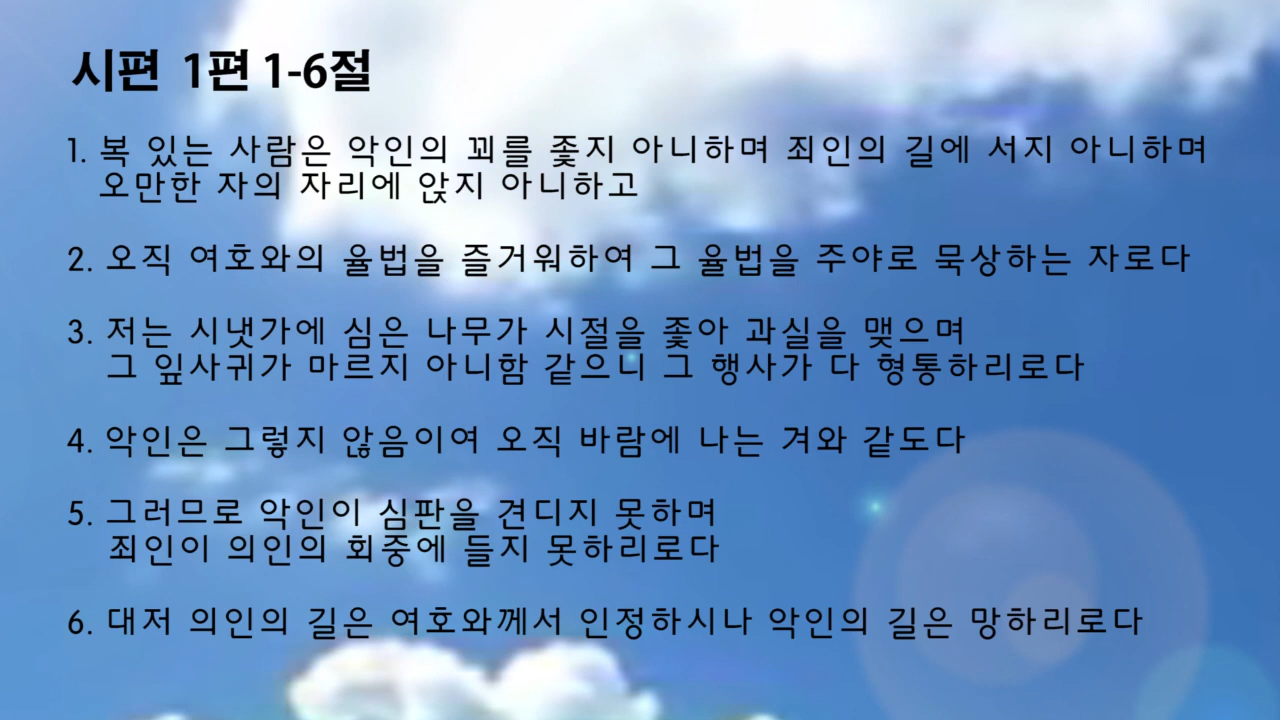 시편 1편 1-6절
1. 복 있는 사람은 악인의 꾀를 좇지 아니하며 죄인의 길에 서지 아니하며
오만한 자의 자리에 앉지 아니하고
2. 오직 여호와의 율법을 즐거워하여 그 율법을 주야로 묵상하는 자로다
3. 저는 시냇가에 심은 나무가 시절을 좇아 과실을 맺으며
그 잎사귀가 마르지 아니함 같으니 그 행사가 다 형통하리로다
4. 악인은 그렇지 않음이여 오직 바람에 나는 겨와 같도다
5. 그러므로 악인이 심판을 견디지 못하며
죄인이 의인의 회중에 들지 못하리로다
6. 대저 의인의 길은 여호와께서 인정하시나 악인의 길은 망하리로다